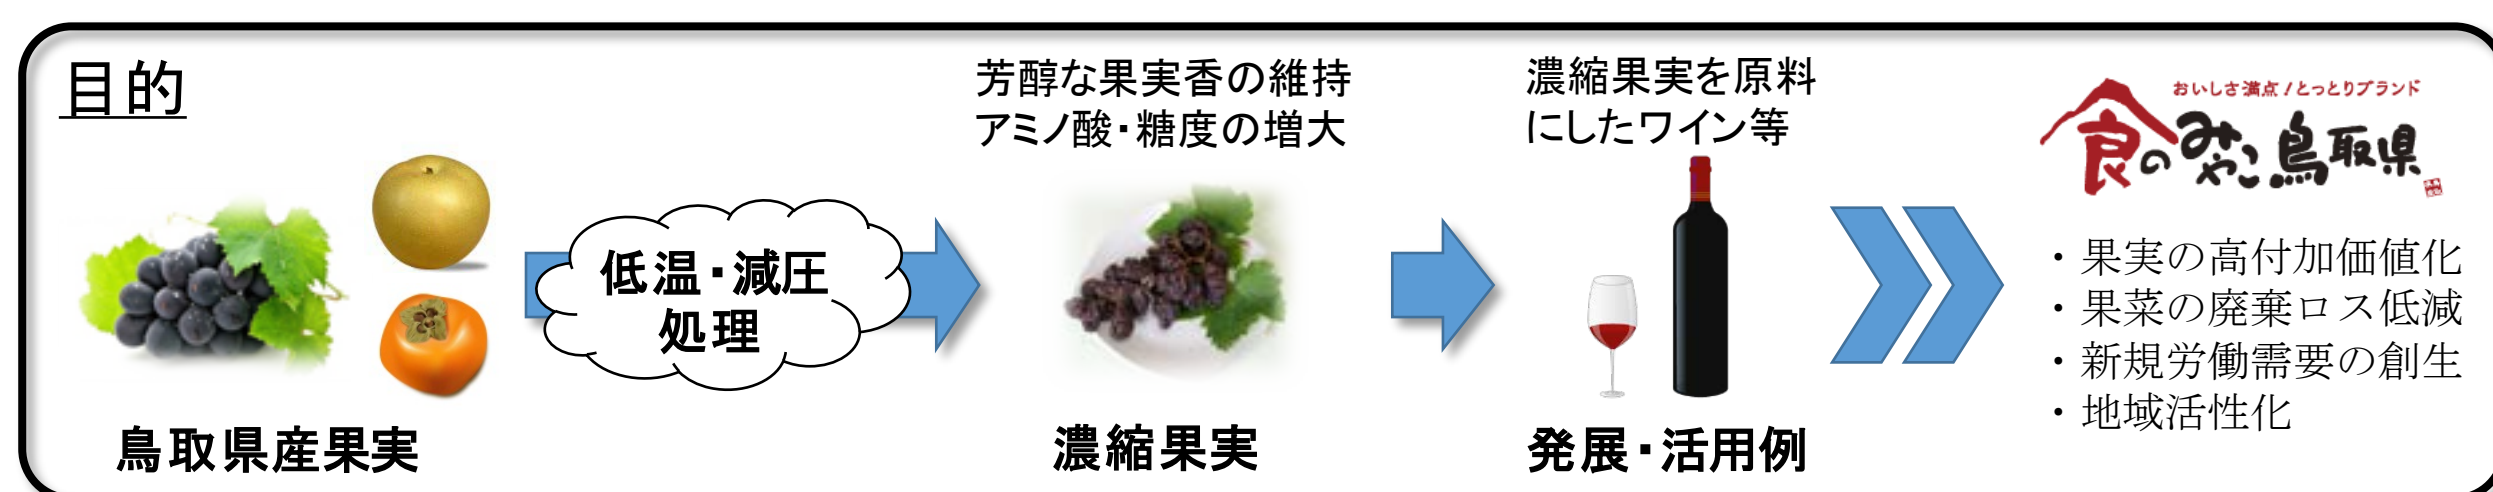 目的
鳥取県産果実
低温・減圧
処理
芳醇な果実香の維持
アミノ酸・糖度の増大
濃縮果実
濃縮果実を原料
にしたワイン等
発展・活用例
おいしさ満点!とっとりブランド
食のみやこ鳥取県
・果実の高付加価値化
・果菜の廃棄ロス低減
・新規労働需要の創生
・地域活性化